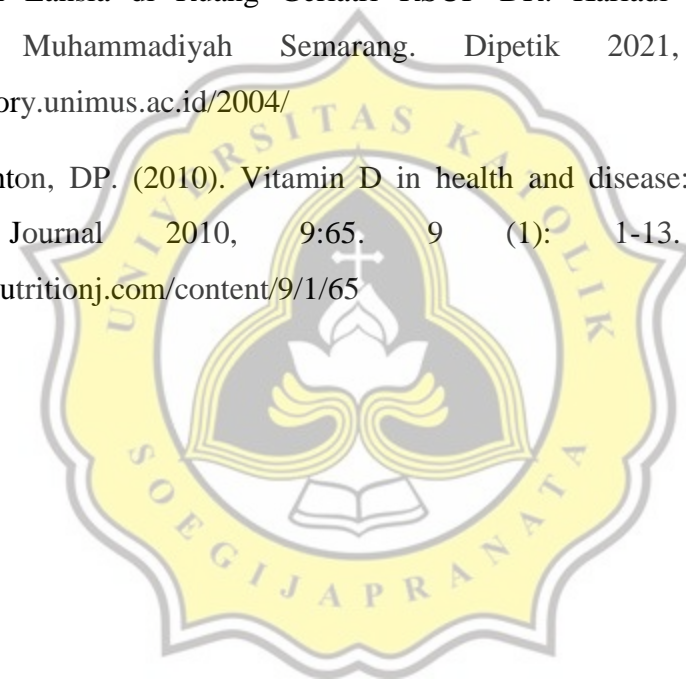 Lansia di Ruang Geriatri RSUP DR. Kariadi
Muhammadiyah Semarang. Dipetik 2021,
ory.unimus.ac.id/2004/
nton, DP. (2010). Vitamin D in health and disease:
Journal 2010, 9:65. 9 (1): 1-13.
utritionj.com/content/9/1/65
UNIVERSITAS KATOLIK
SOEGIJAPRANATA